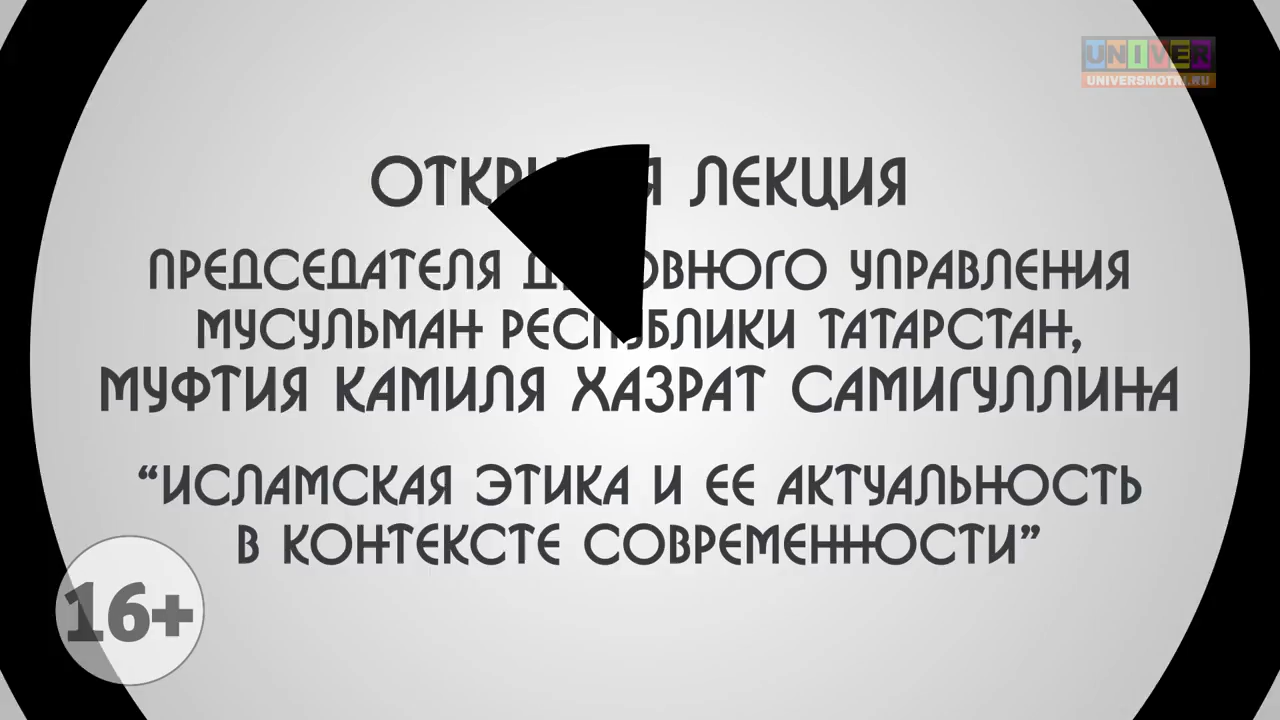 UNIVER
UNIVERSMOTRI.RU
ЛЕКЦИЯ
ПРЕДСЕДАТЕЛЯ УПРАВЛЕНИЯ
МУСУЛЬМАН РЕСПУБЛИКИ ТАТАРСТАН,
МУФТИЯ КАМИЛЯ ХАЗРАТ САМИГУЛЛИНА
“ИСЛАМСКАЯ ЭТИКА И ЕЕ АКТУАЛЬНОСТЬ
В КОНТЕКСТЕ СОВРЕМЕННОСТИ”
16+